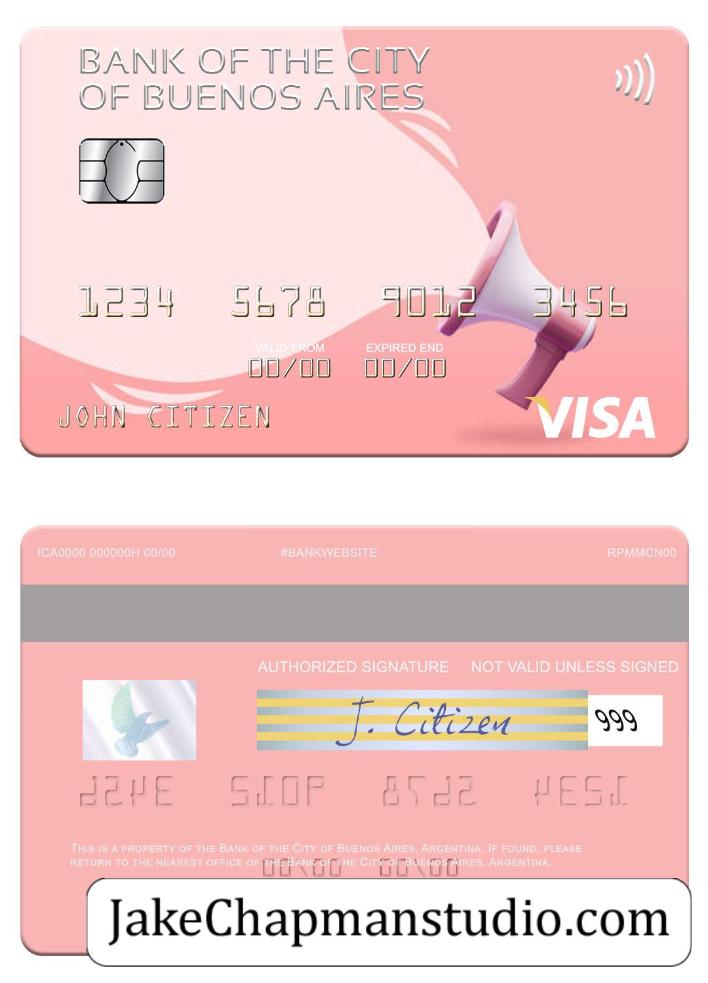 BANK OF THE CITY
OF BUENOS AIRES
1234 5678 9012 3456
VALID FROM EXPIRED END
00/00 00/00
JOHN CITIZEN
VISA
ICA0000 000000H 00/00 #BANKWEBSITE RPMMCN00
AUTHORIZED SIGNATURE NOT VALID UNLESS SIGNED
J. Citizen 999
THIS IS A PROPERTY OF THE BANK OF THE CITY OF BUENOS AIRES, ARGENTINA. IF FOUND, PLEASE
RETURN TO THE NEAREST OFFICE OF THE BANK OF THE CITY OF BUENOS AIRES, ARGENTINA.
JakeChapmanstudio.com